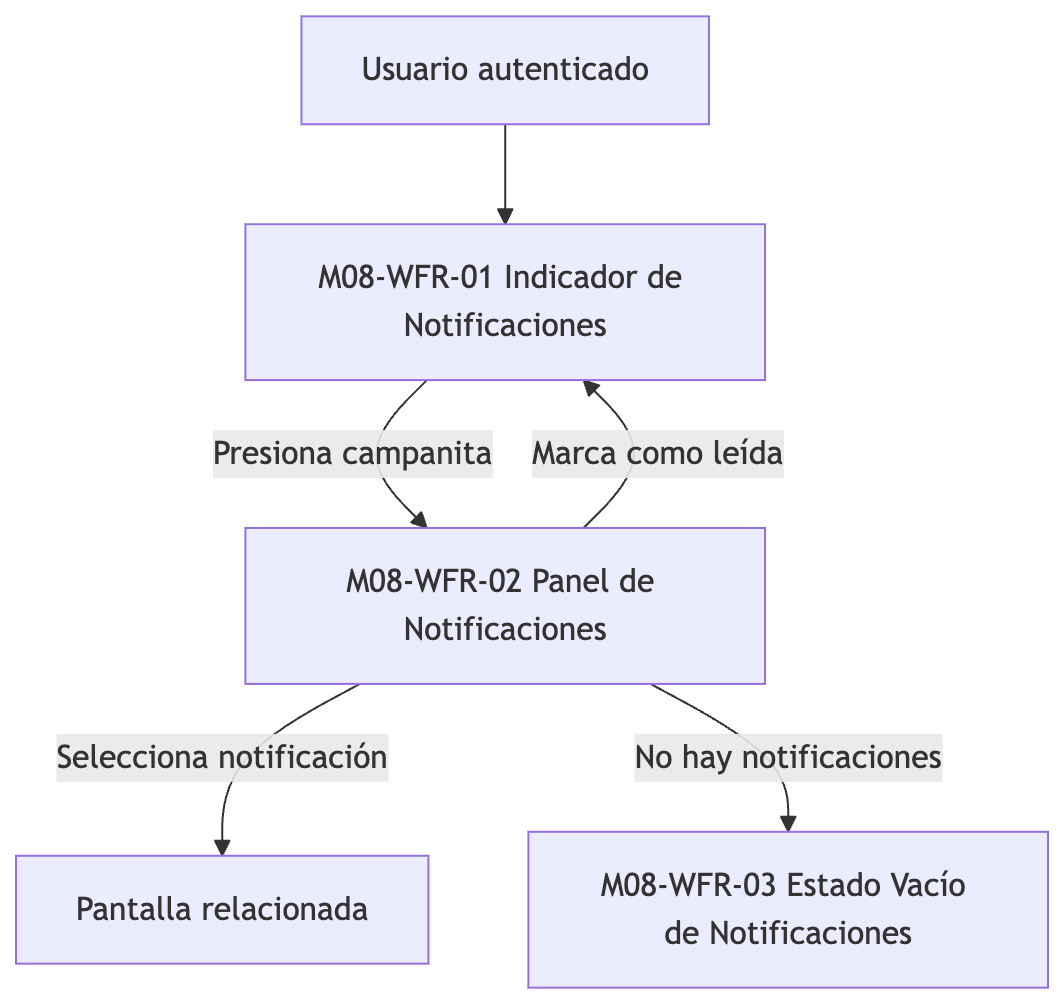 Usuario autenticado
M08-WFR-01 Indicador de
Notificaciones
Presiona campanita
Marca como leída
M08-WFR-02 Panel de
Notificaciones
Selecciona notificación
No hay notificaciones
Pantalla relacionada
M08-WFR-03 Estado Vacío
de Notificaciones